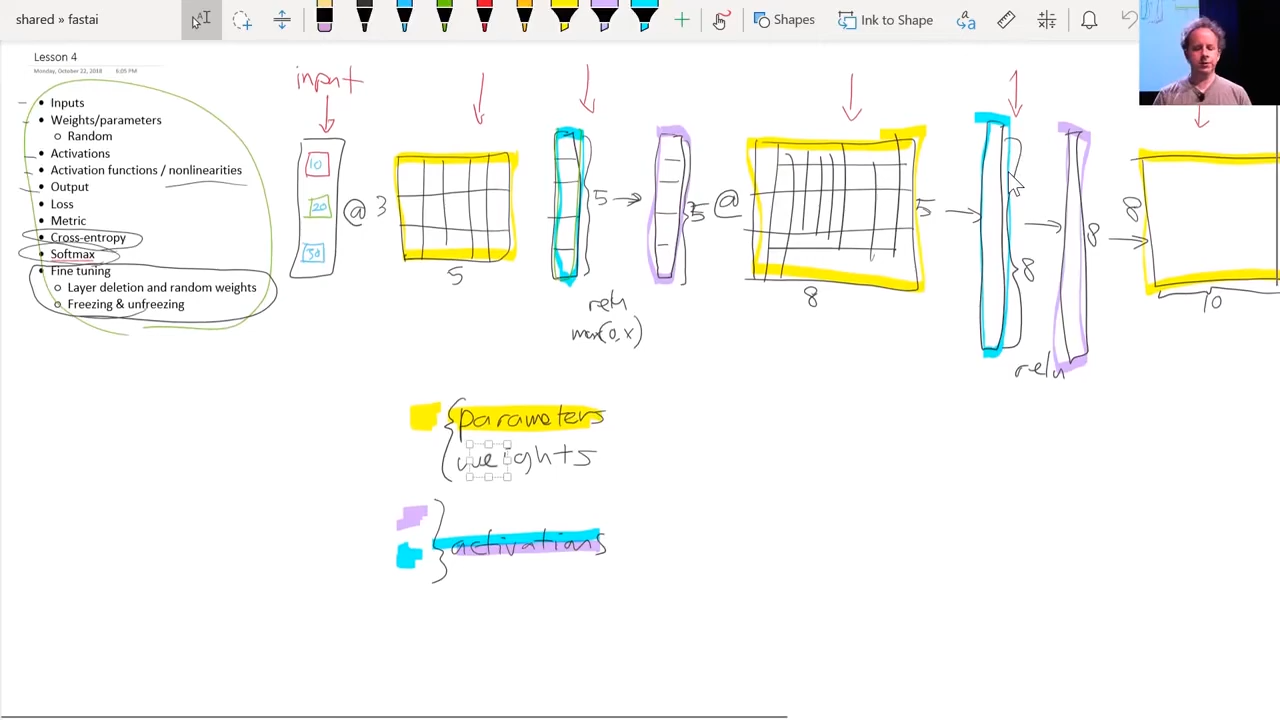 shared » fastai
Shapes
Ink to Shape
Lesson 4
Monday, October 22, 2018 6:05 PM
• Inputs
• Weights/parameters
○ Random
• Activations
• Activation functions / nonlinearities
• Output
• Loss
• Metric
• Cross-entropy
• Softmax
• Fine tuning
○ Layer deletion and random weights
○ Freezing & unfreezing
input
10
20
30
@ 3
5
5
relu
max(0,x)
5 @
5
8
8
relu
8
8
10
parameters
weights
activations